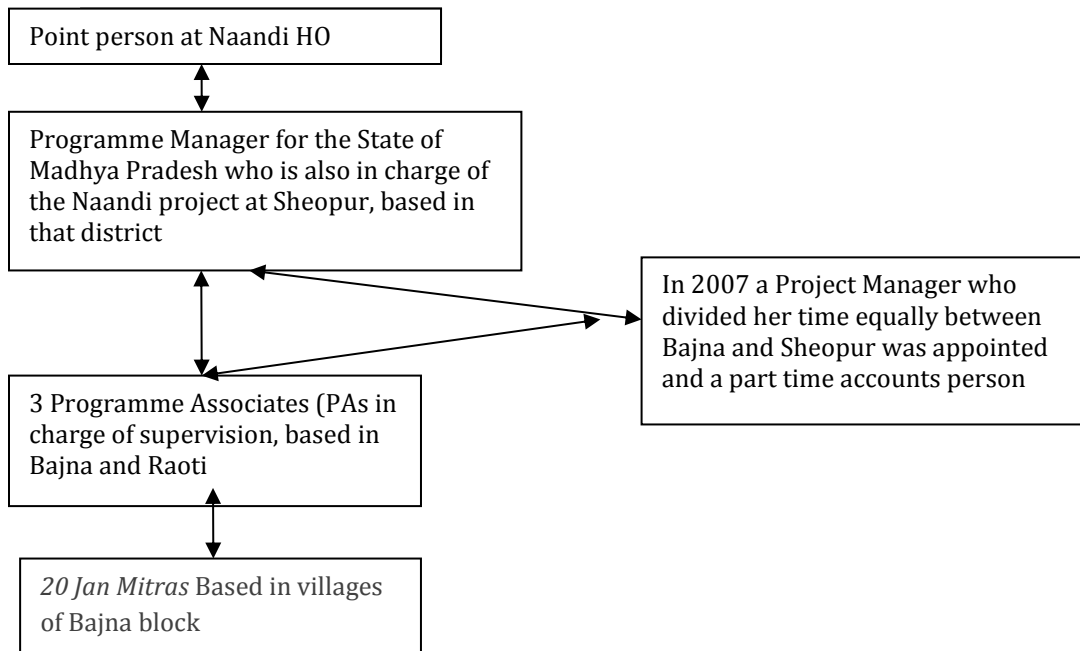 Point person at Naandi HO
Programme Manager for the State of
Madhya Pradesh who is also in charge of
the Naandi project at Sheopur, based in
that district
In 2007 a Project Manager who
divided her time equally between
Bajna and Sheopur was appointed
and a part time accounts person
3 Programme Associates (PAs in
charge of supervision, based in
Bajna and Raoti
20 Jan Mitras Based in villages
of Bajna block